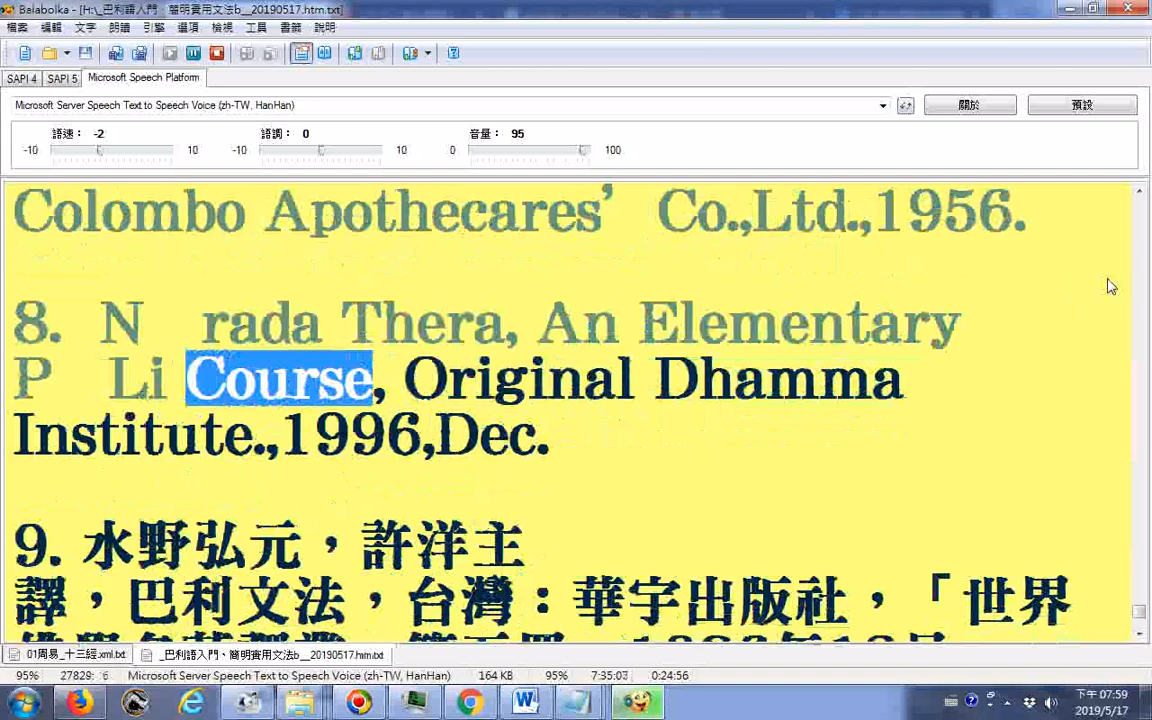 Balabolka - [H:\_巴利語入門、簡明實用文法b__20190517.htm.txt]
檔案 編輯 文字 朗讀 引擎 選項 檢視 工具 書籤 說明
SAPI 4 SAPI 5 Microsoft Speech Platform
Microsoft Server Speech Text to Speech Voice (zh-TW, HanHan) 關於 預設
語速： -2 語調： 0 音量： 95
-10 10 -10 10 0 100
Colombo Apothecares’ Co.,Ltd.,1956.
8. N rada Thera, An Elementary
P Li Course, Original Dhamma
Institute.,1996,Dec.
9. 水野弘元，許洋主
譯，巴利文法，台灣：華宇出版社，「世界
01周易_十三經.xml.txt _巴利語入門、簡明實用文法b__20190517.htm.txt
95% 27829: 6 Microsoft Server Speech Text to Speech Voice (zh-TW, HanHan) 164 KB 95% 7:35:03 0:24:56
下午 07:59
2019/5/17